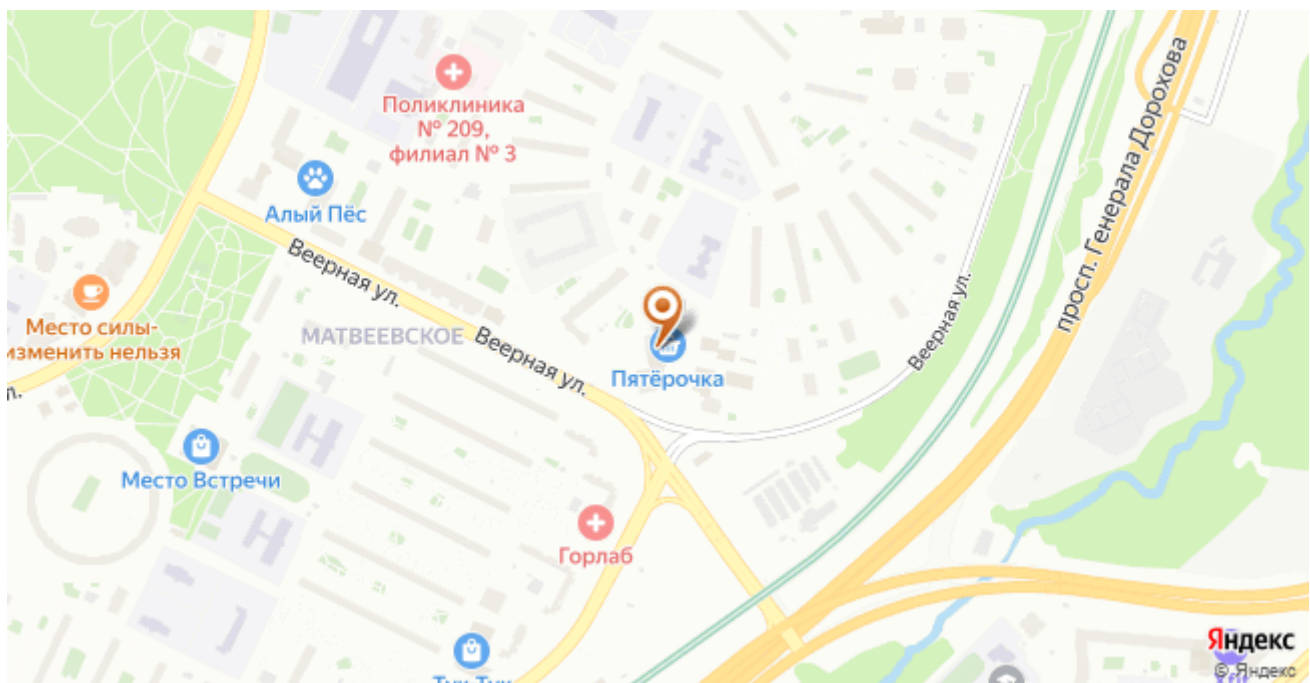 просп. Генерала Дорохова
Поликлиника
№ 209,
филиал № 3
Алый Пёс
Веерная ул.
Место силы-
изменить нельзя
МАТВЕЕВСКОЕ
Веерная ул.
Веерная ул.
Пятёрочка
Место Встречи
Горлаб
Яндекс
© Яндекс